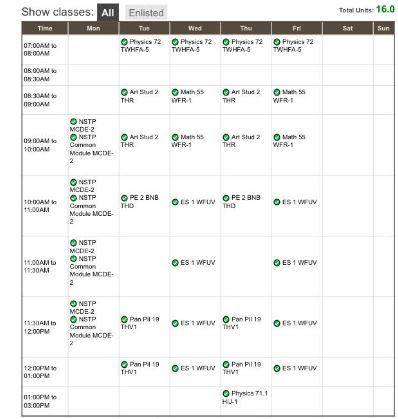 Show classes: All Enlisted Total Units: 16.0
Time Mon Tue Wed Thu Fri Sat Sun
07:00AM to 08:00AM Physics 72 TWHFA-5 Physics 72 TWHFA-5 Physics 72 TWHFA-5 Physics 72 TWHFA-5
08:00AM to 08:30AM
08:30AM to 09:00AM Art Stud 2 THR Math 55 WFR-1 Art Stud 2 THR Math 55 WFR-1
09:00AM to 10:00AM NSTP MCDE-2 NSTP Common Module MCDE-2 Art Stud 2 THR Math 55 WFR-1 Art Stud 2 THR Math 55 WFR-1
10:00AM to 11:00AM NSTP MCDE-2 NSTP Common Module MCDE-2 PE 2 BNB THD ES 1 WFUV PE 2 BNB THD ES 1 WFUV
11:00AM to 11:30AM NSTP MCDE-2 NSTP Common Module MCDE-2 ES 1 WFUV ES 1 WFUV
11:30AM to 12:00PM NSTP MCDE-2 NSTP Common Module MCDE-2 Pan Pil 19 THV1 ES 1 WFUV Pan Pil 19 THV1 ES 1 WFUV
12:00PM to 01:00PM Pan Pil 19 THV1 ES 1 WFUV Pan Pil 19 THV1 ES 1 WFUV
01:00PM to 03:00PM Physics 71.1 HU-1